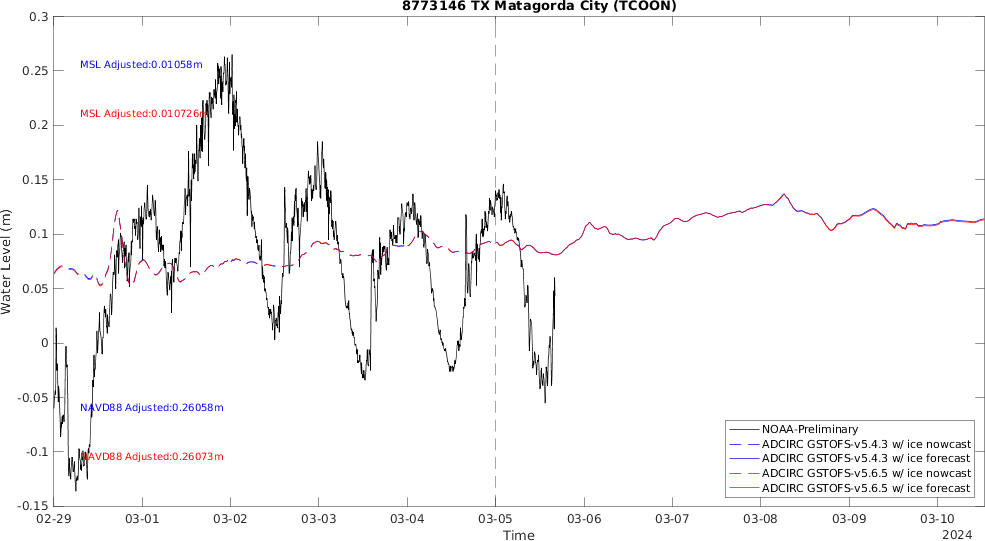 8773146 TX Matagorda City (TCOON)
Water Level (m)
0.3
0.25
0.2
0.15
0.1
0.05
0
-0.05
-0.1
-0.15
MSL Adjusted:0.01058m
MSL Adjusted:0.010726m
NAVD88 Adjusted:0.26058m
NAVD88 Adjusted:0.26073m
NOAA-Preliminary
ADCIRC GSTOFS-v5.4.3 w/ ice nowcast
ADCIRC GSTOFS-v5.4.3 w/ ice forecast
ADCIRC GSTOFS-v5.6.5 w/ ice nowcast
ADCIRC GSTOFS-v5.6.5 w/ ice forecast
02-29 03-01 03-02 03-03 03-04 03-05 03-06 03-07 03-08 03-09 03-10
Time
2024